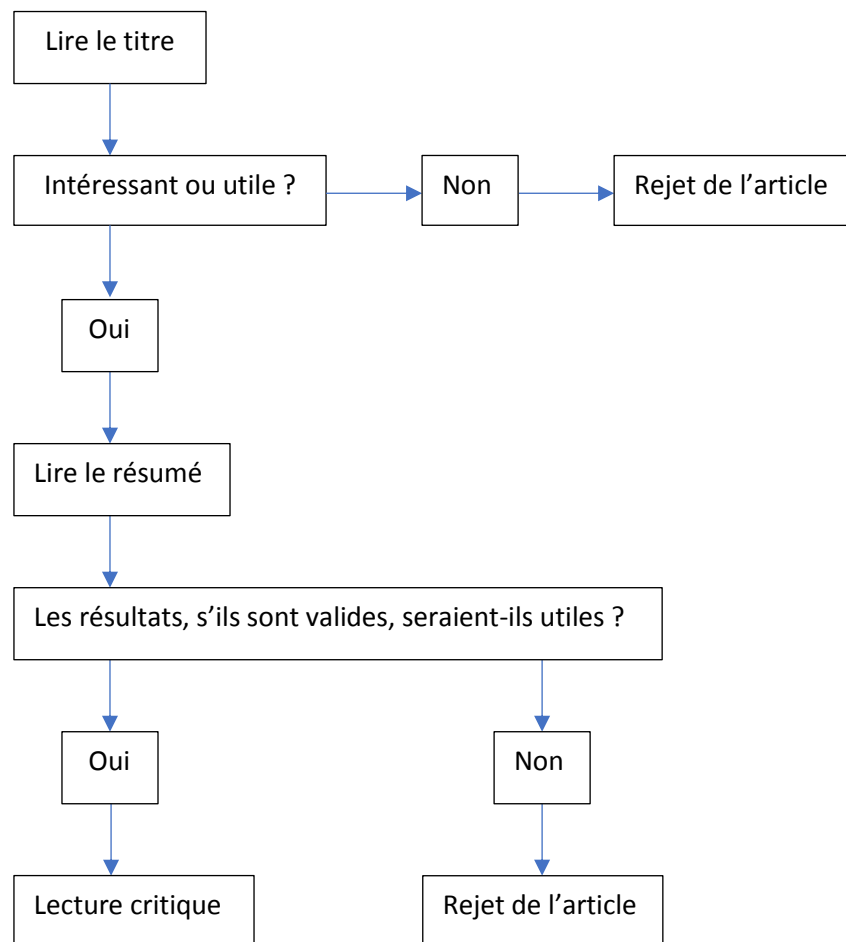 Lire le titre
Intéressant ou utile ?
Non
Rejet de l’article
Oui
Lire le résumé
Les résultats, s’ils sont valides, seraient-ils utiles ?
Oui
Non
Lecture critique
Rejet de l’article